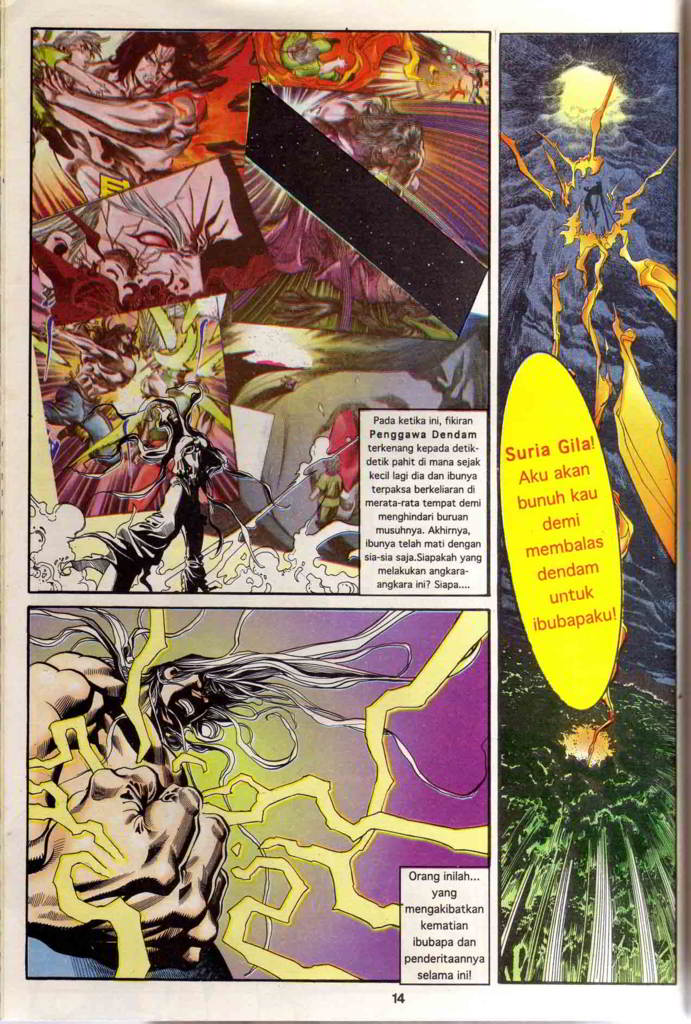 Pada ketika ini, fikiran
Penggawa Dendam
terkenang kepada detik-
detik pahit di mana sejak
kecil lagi dia dan ibunya
terpaksa berkeliaran di
merata-rata tempat demi
menghindari buruan
musuhnya. Akhirnya,
ibunya telah mati dengan
sia-sia saja.Siapakah yang
melakukan angkara-
angkara ini? Siapa....
Orang inilah...
yang
mengakibatkan
kematian
ibubapa dan
penderitaannya
selama ini!
Suria Gila!
Aku akan
bunuh kau
demi
membalas
dendam
untuk
ibubapaku!
14